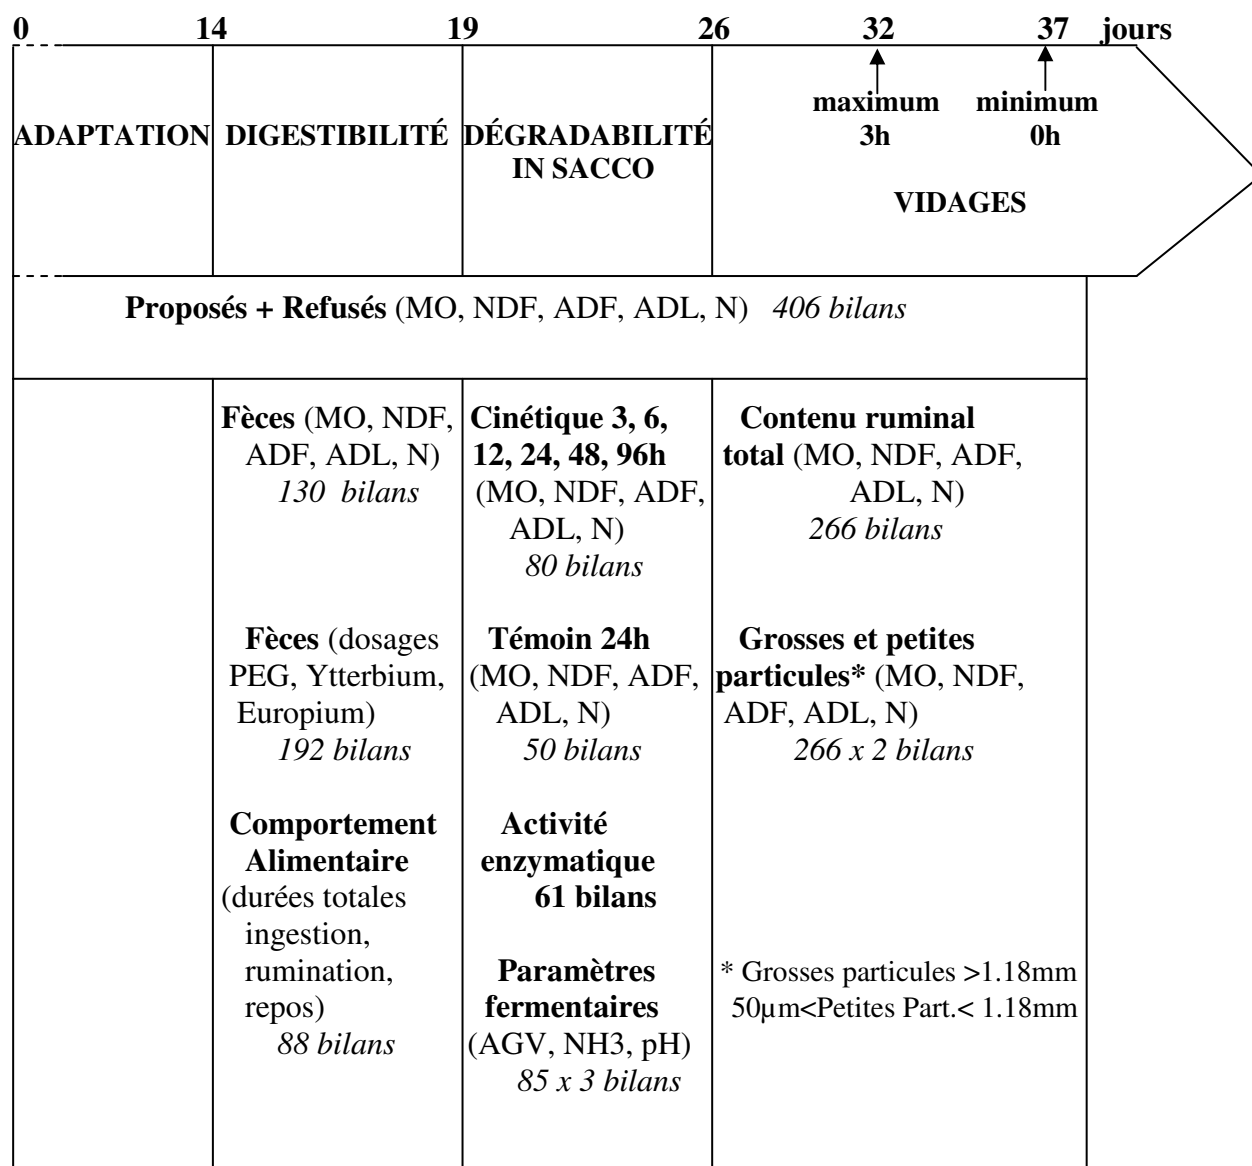 0 14 19 26 32 37 jours
maximum minimum
3h 0h
ADAPTATION DIGESTIBILITÉ DÉGRADABILITÉ
IN SACCO
VIDAGES
Proposés + Refusés (MO, NDF, ADF, ADL, N) 406 bilans
Fèces (MO, NDF,
ADF, ADL, N)
130 bilans
Fèces (dosages
PEG, Ytterbium,
Europium)
192 bilans
Comportement
Alimentaire
(durées totales
ingestion,
rumination,
repos)
88 bilans
Cinétique 3, 6,
12, 24, 48, 96h
(MO, NDF, ADF,
ADL, N)
80 bilans
Témoin 24h
(MO, NDF, ADF,
ADL, N)
50 bilans
Activité
enzymatique
61 bilans
Paramètres
fermentaires
(AGV, NH3, pH)
85 x 3 bilans
Contenu ruminal
total (MO, NDF, ADF,
ADL, N)
266 bilans
Grosses et petites
particules* (MO, NDF,
ADF, ADL, N)
266 x 2 bilans
* Grosses particules >1.18mm
50µm<Petites Part.< 1.18mm